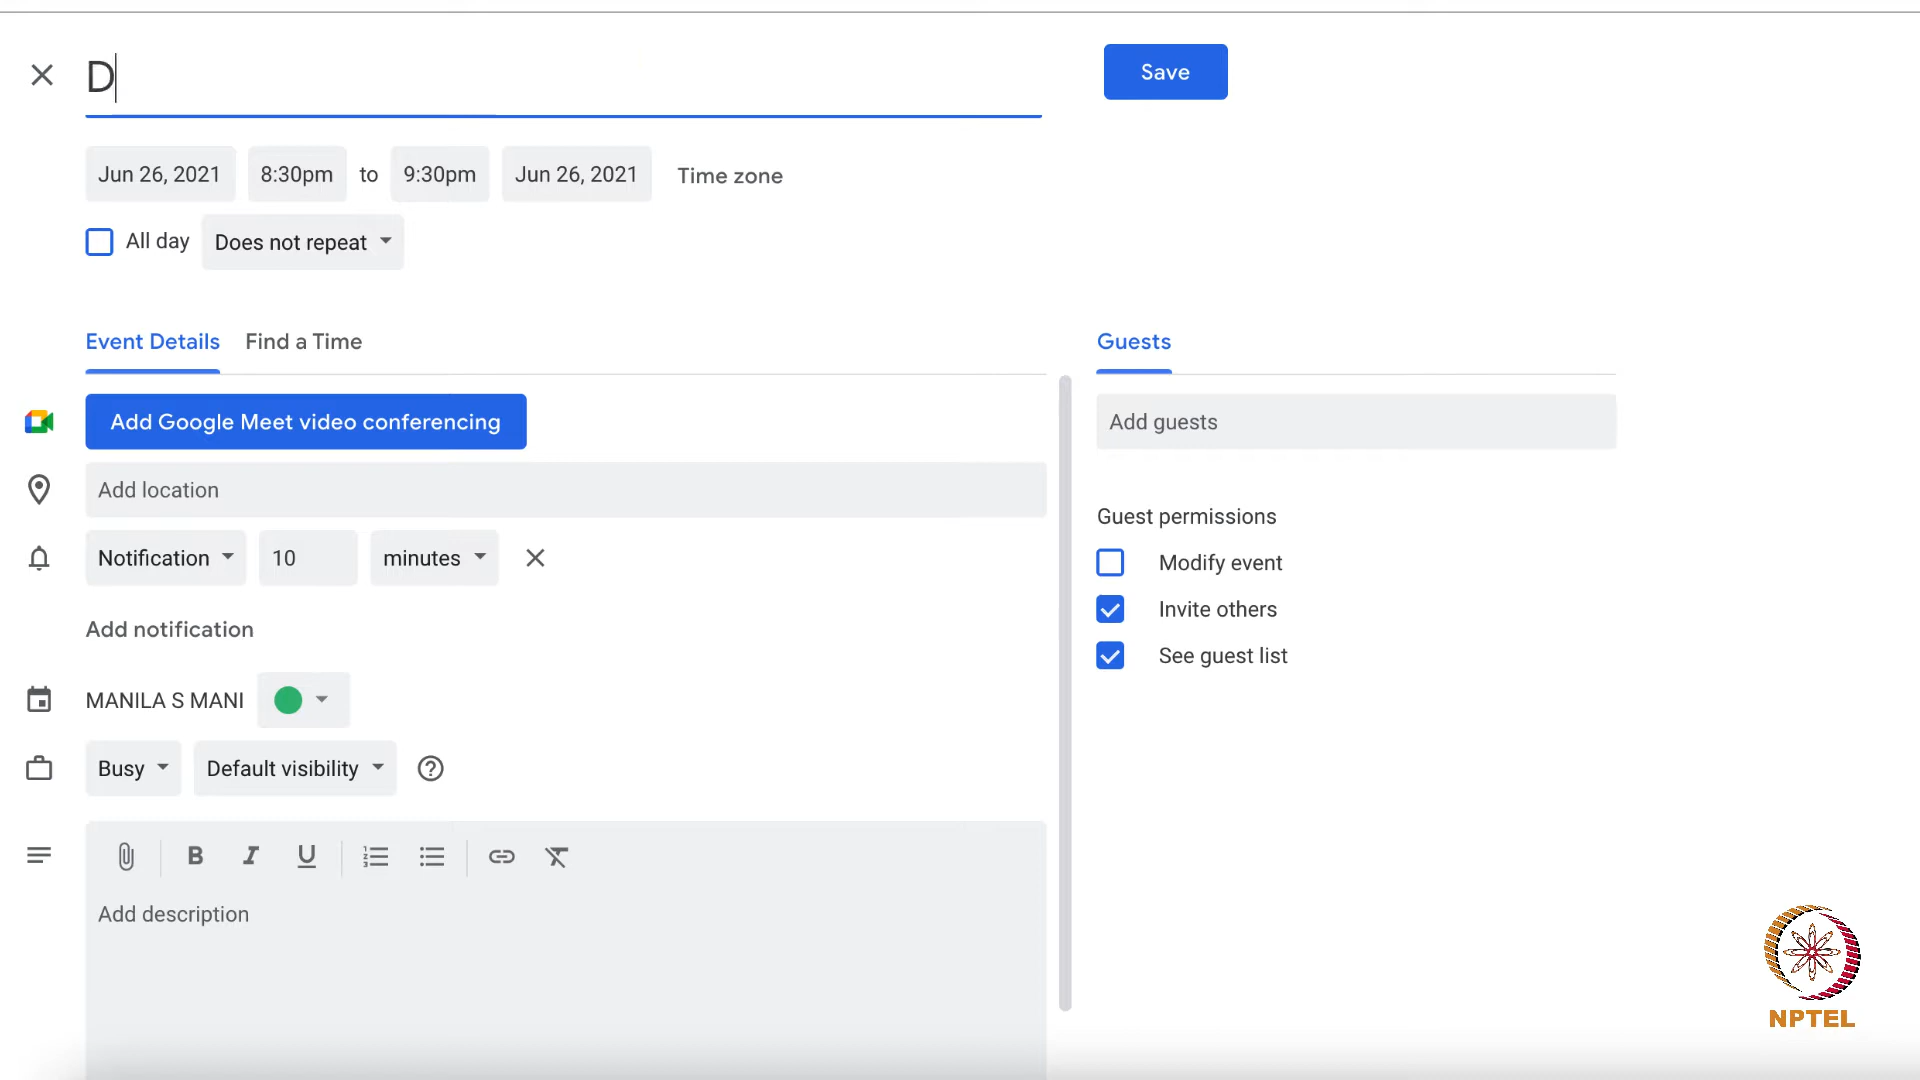 D
Save
Jun 26, 2021 8:30pm to 9:30pm Jun 26, 2021 Time zone
All day Does not repeat
Event Details Find a Time
Guests
Add Google Meet video conferencing
Add guests
Add location
Guest permissions
Notification 10 minutes
Modify event
Invite others
Add notification
See guest list
MANILA S MANI
Busy Default visibility
B I U
Add description
NPTEL